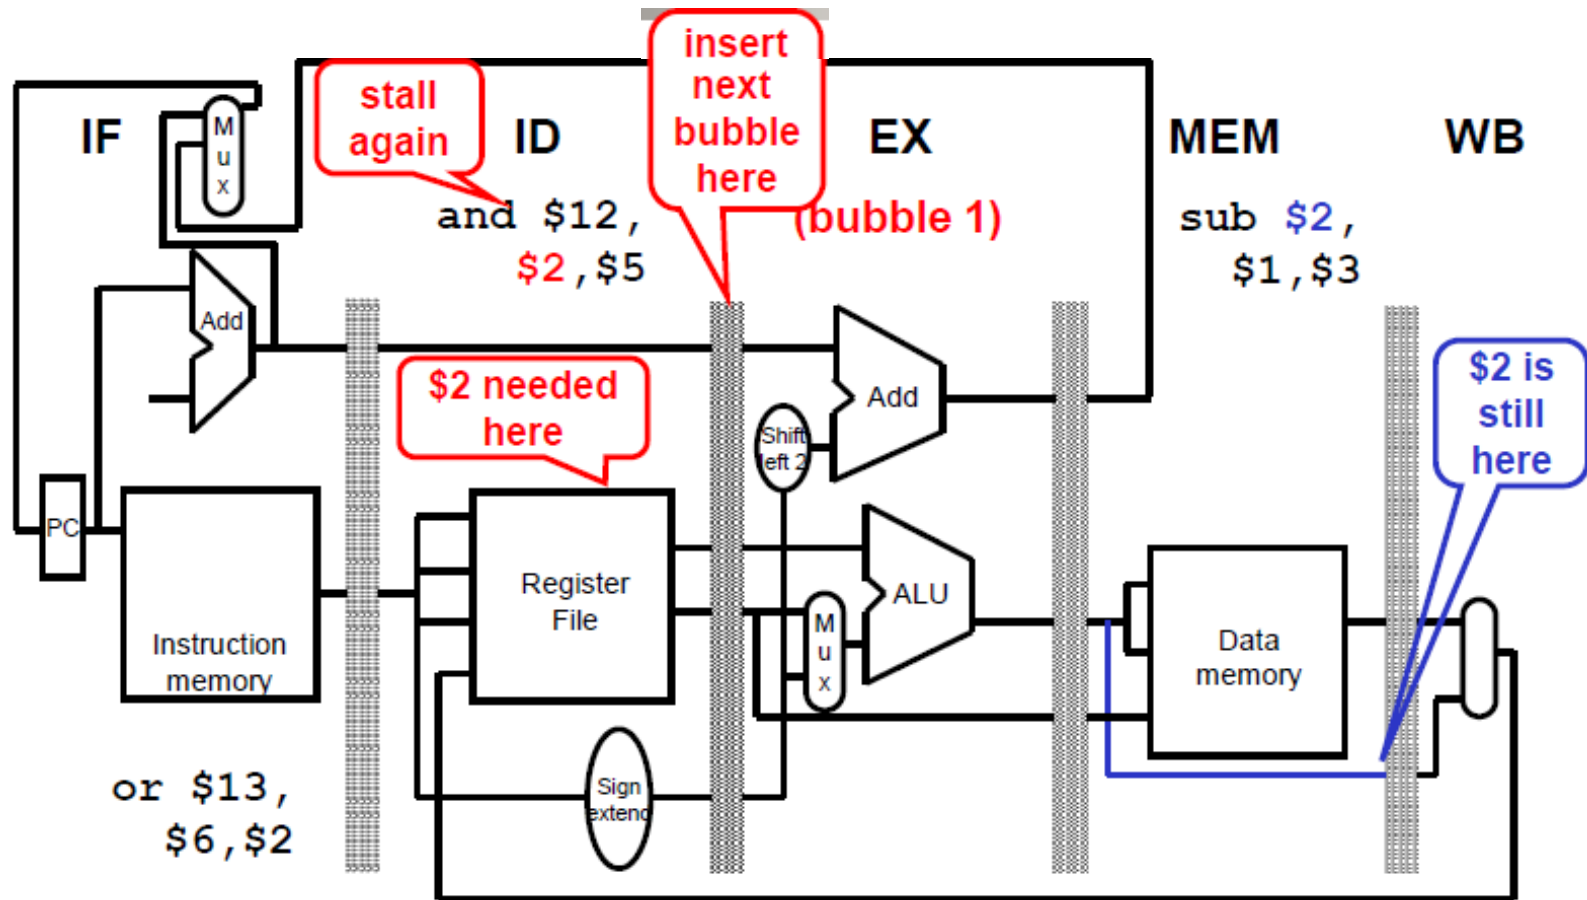 insert
next
bubble
here
stall
again
IF
ID
EX
MEM
WB
M
u
x
and $12,
$2,$5
(bubble 1)
sub $2,
$1,$3
Add
$2 needed
here
Add
Shift
left 2
$2 is
still
here
PC
Instruction
memory
Register
File
ALU
M
u
x
Data
memory
Sign
extend
or $13,
$6,$2